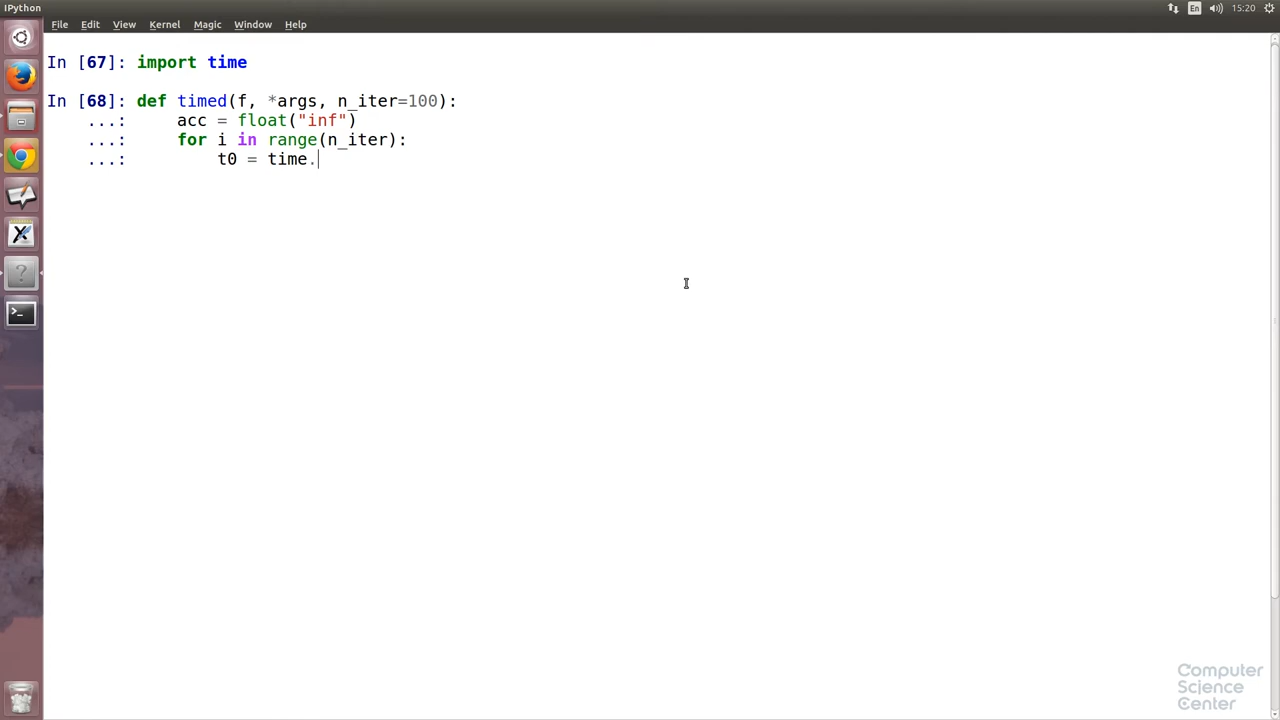 IPython
En
15:20
File Edit View Kernel Magic Window Help
In [67]: import time
In [68]: def timed(f, *args, n_iter=100):
...: acc = float("inf")
...: for i in range(n_iter):
...: t0 = time.
Computer
Science
Center